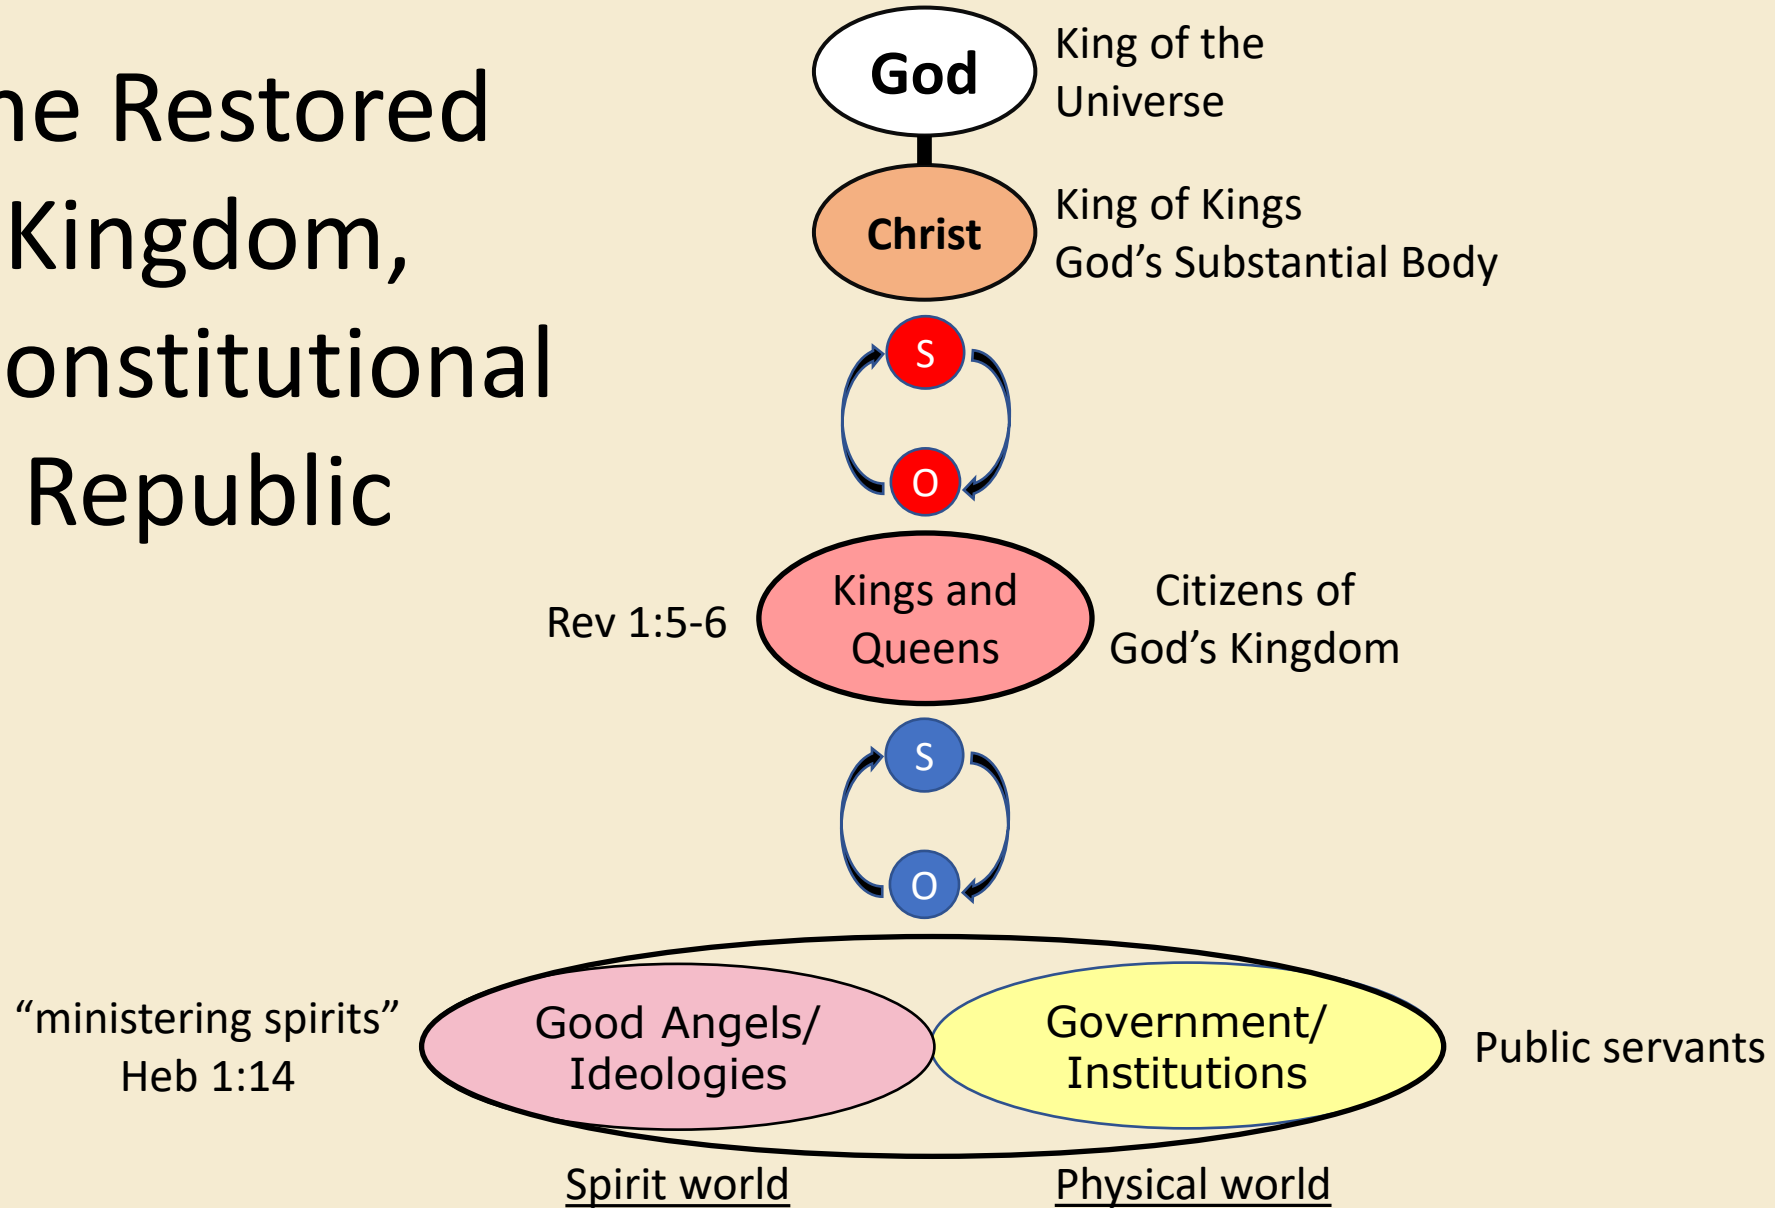 he Restored
Kingdom,
onstitutional
Republic
God
King of the
Universe
Christ
King of Kings
God’s Substantial Body
S
O
Rev 1:5-6
Kings and
Queens
Citizens of
God’s Kingdom
S
O
“ministering spirits”
Heb 1:14
Good Angels/
Ideologies
Government/
Institutions
Public servants
Spirit world
Physical world